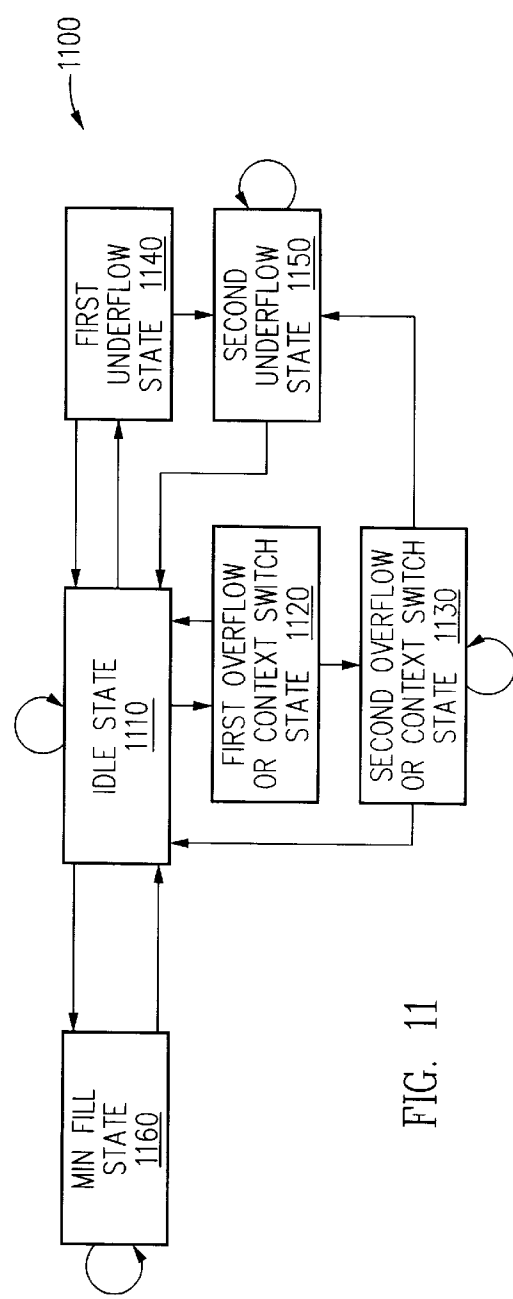 1100
MIN FILL
STATE
1160
IDLE STATE
1110
FIRST
UNDERFLOW
STATE 1140
FIRST OVERFLOW
OR CONTEXT SWITCH
STATE 1120
SECOND
UNDERFLOW
STATE 1150
SECOND OVERFLOW
OR CONTEXT SWITCH
STATE 1130
FIG. 11